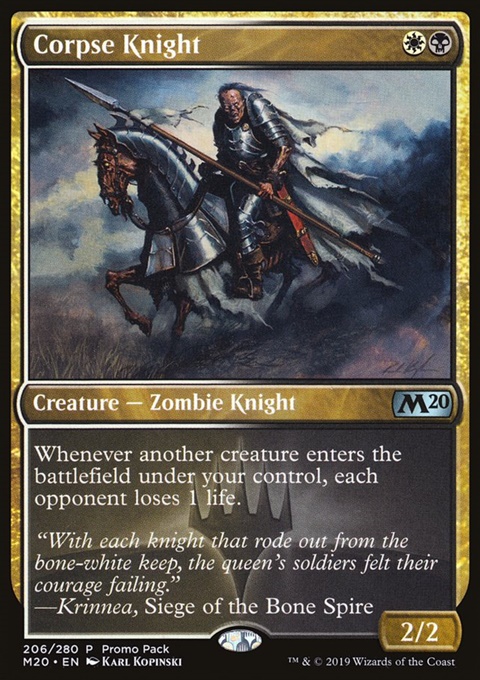 Corpse Knight
Creature — Zombie Knight
M20
Whenever another creature enters the
battlefield under your control, each
opponent loses 1 life.
“With each knight that rode out from the
bone-white keep, the queen's soldiers felt their
courage failing.”
—Krinnea, Siege of the Bone Spire
2/2
206/280 P Promo Pack
M20 • EN Karl Kopinski
™ & © 2019 Wizards of the Coast